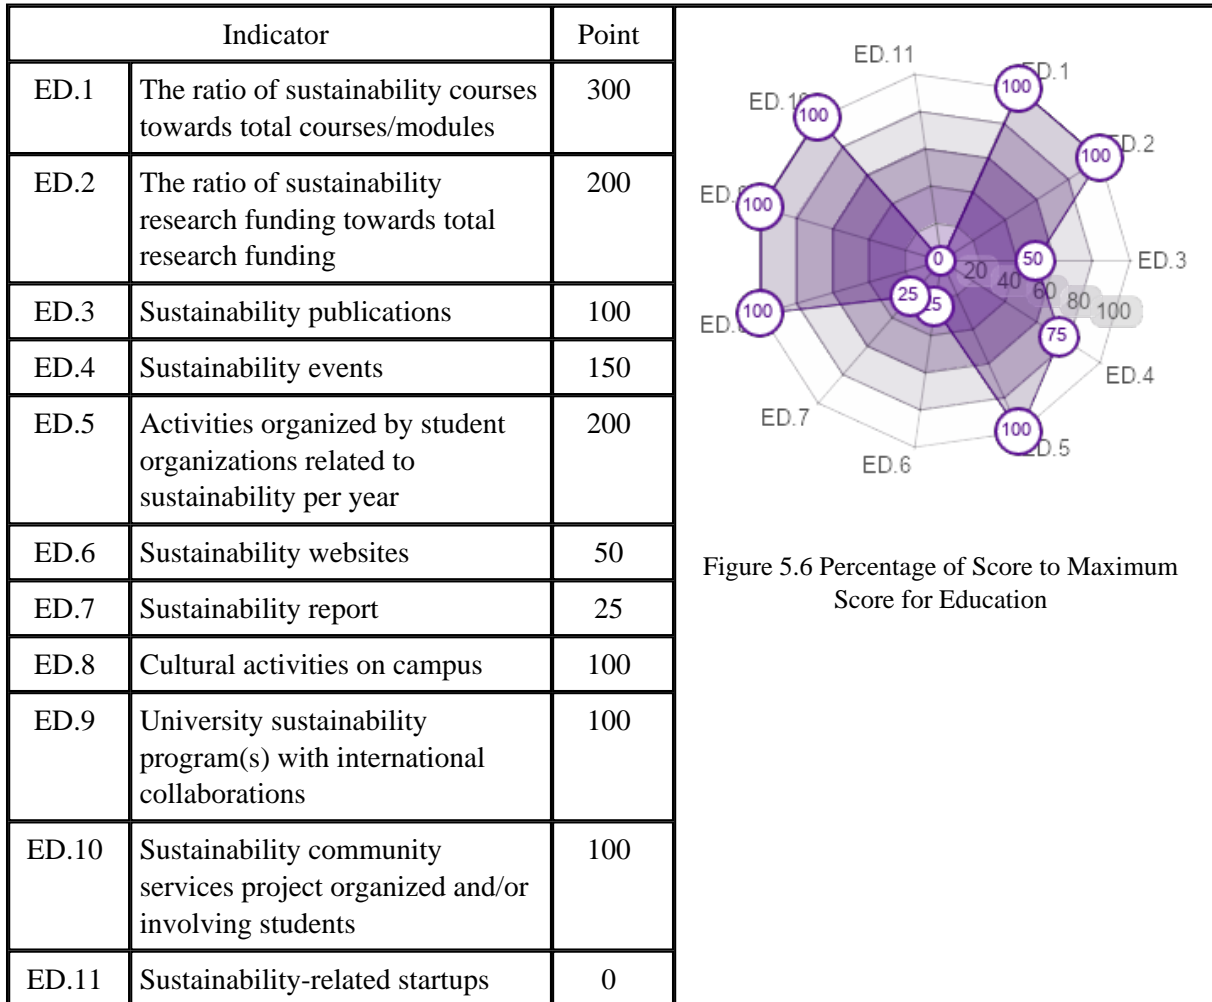 Indicator Point
ED.1 The ratio of sustainability courses 300
towards total courses/modules
ED.2 The ratio of sustainability 200
research funding towards total
research funding
ED.3 Sustainability publications 100
ED.4 Sustainability events 150
ED.5 Activities organized by student 200
organizations related to
sustainability per year
ED.6 Sustainability websites 50
ED.7 Sustainability report 25
ED.8 Cultural activities on campus 100
ED.9 University sustainability 100
program(s) with international
collaborations
ED.10 Sustainability community 100
services project organized and/or
involving students
ED.11 Sustainability-related startups 0
ED.11
100
100
100
100
0
50
ED.3
20
40
60
80
100
25
100
75
ED.4
ED.7
100
ED.6
Figure 5.6 Percentage of Score to Maximum
Score for Education